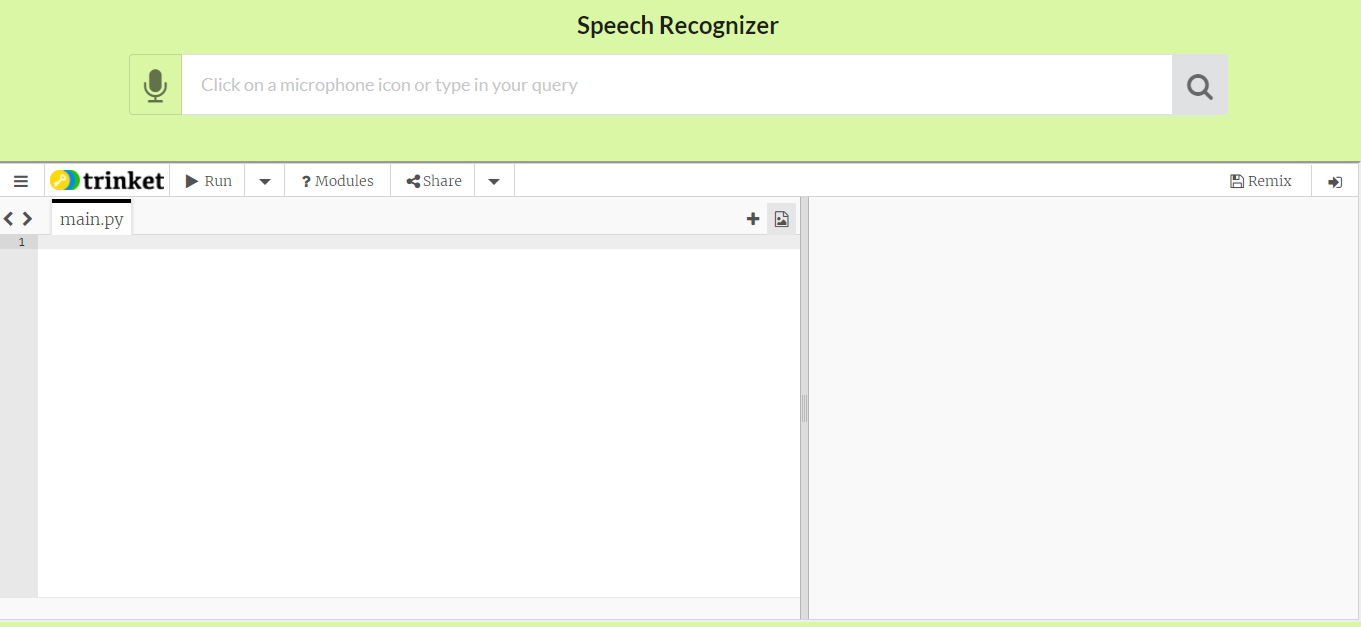 Speech Recognizer
Click on a microphone icon or type in your query
trinket Run ? Modules Share Remix
main.py
1